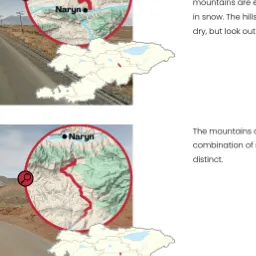 mountains are e
Naryn
in snow. The hills
dry, but look out
Naryn
The mountains a
combination of
distinct.